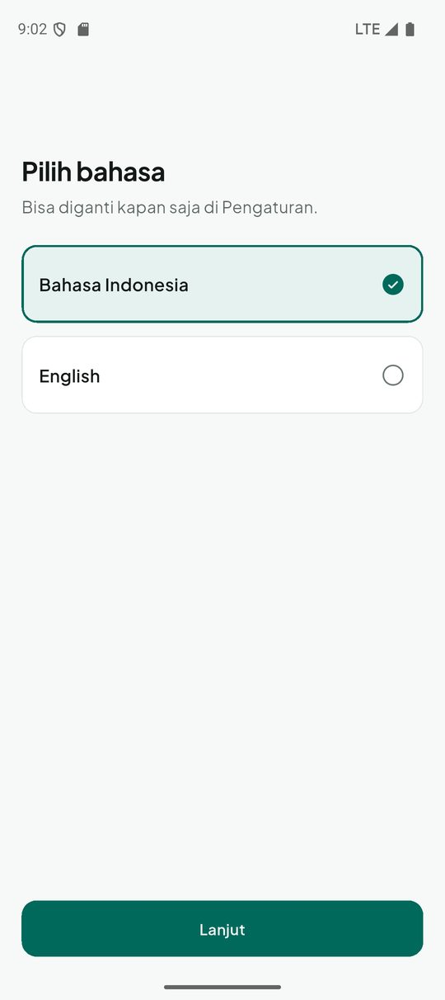 9:02
LTE
Pilih bahasa
Bisa diganti kapan saja di Pengaturan.
Bahasa Indonesia
English
Lanjut